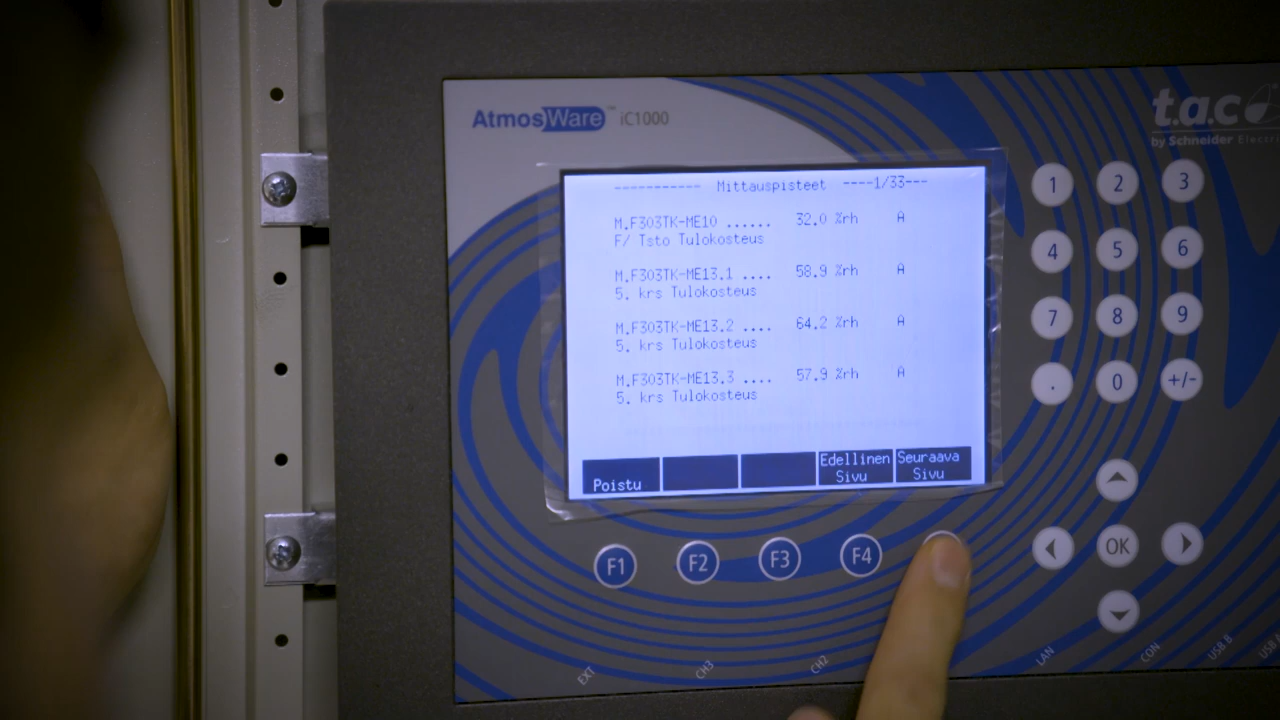 AtmosWare™ iC1000
t.a.c
by Schneider Electri
----------- Mittauspisteet ----1/33---
M.F303TK-ME10 ...... 32.0 %rh A
F/ Tsto Tulokosteus
M.F303TK-ME13.1 .... 58.9 %rh A
5. krs Tulokosteus
M.F303TK-ME13.2 .... 64.2 %rh A
5. krs Tulokosteus
M.F303TK-ME13.3 .... 57.9 %rh A
5. krs Tulokosteus
Poistu
Edellinen
Sivu
Seuraava
Sivu
1 2 3
4 5 6
7 8 9
. 0 +/-
F1 F2 F3 F4
OK
EXT CH3 CH2 LAN CON USB B USB